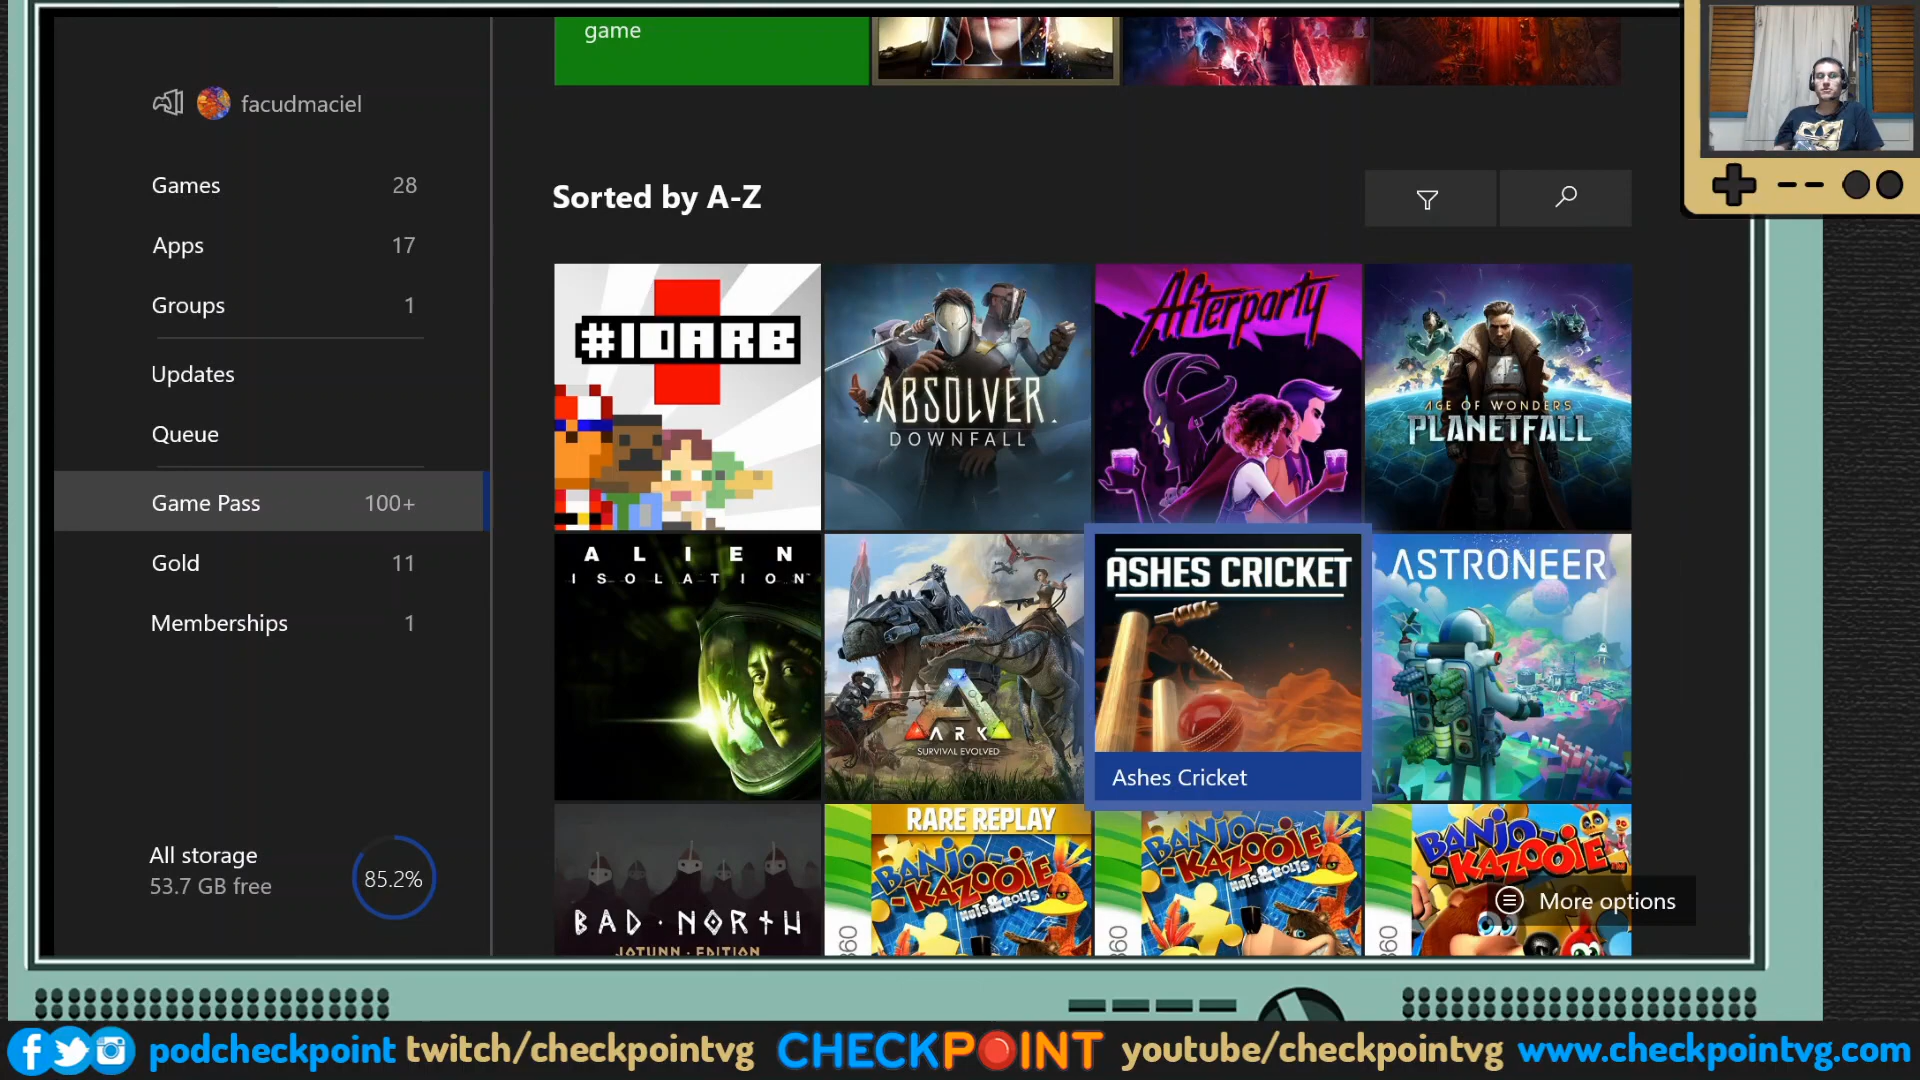 game
facudmaciel
Games 28
Apps 17
Groups 1
Updates
Queue
Game Pass 100+
Gold 11
Memberships 1
All storage
53.7 GB free
85.2%
Sorted by A-Z
#IDARB
ABSOLVER
DOWNFALL
Afterparty
AGE OF WONDERS
PLANETFALL
ALIEN
ISOLATION
ARK
SURVIVAL EVOLVED
ASHES CRICKET
Ashes Cricket
ASTRONEER
BAD·NORTH
JOTUNN·EDITION
RARE REPLAY
BANJO-
-KAZOOIE
NUTS&BOLTS
BANJO-
-KAZOOIE
NUTS&BOLTS
BANJO-
-KAZOOIE
360
360
360
More options
podcheckpoint twitch/checkpointvg CHECKPOINT youtube/checkpointvg www.checkpointvg.com